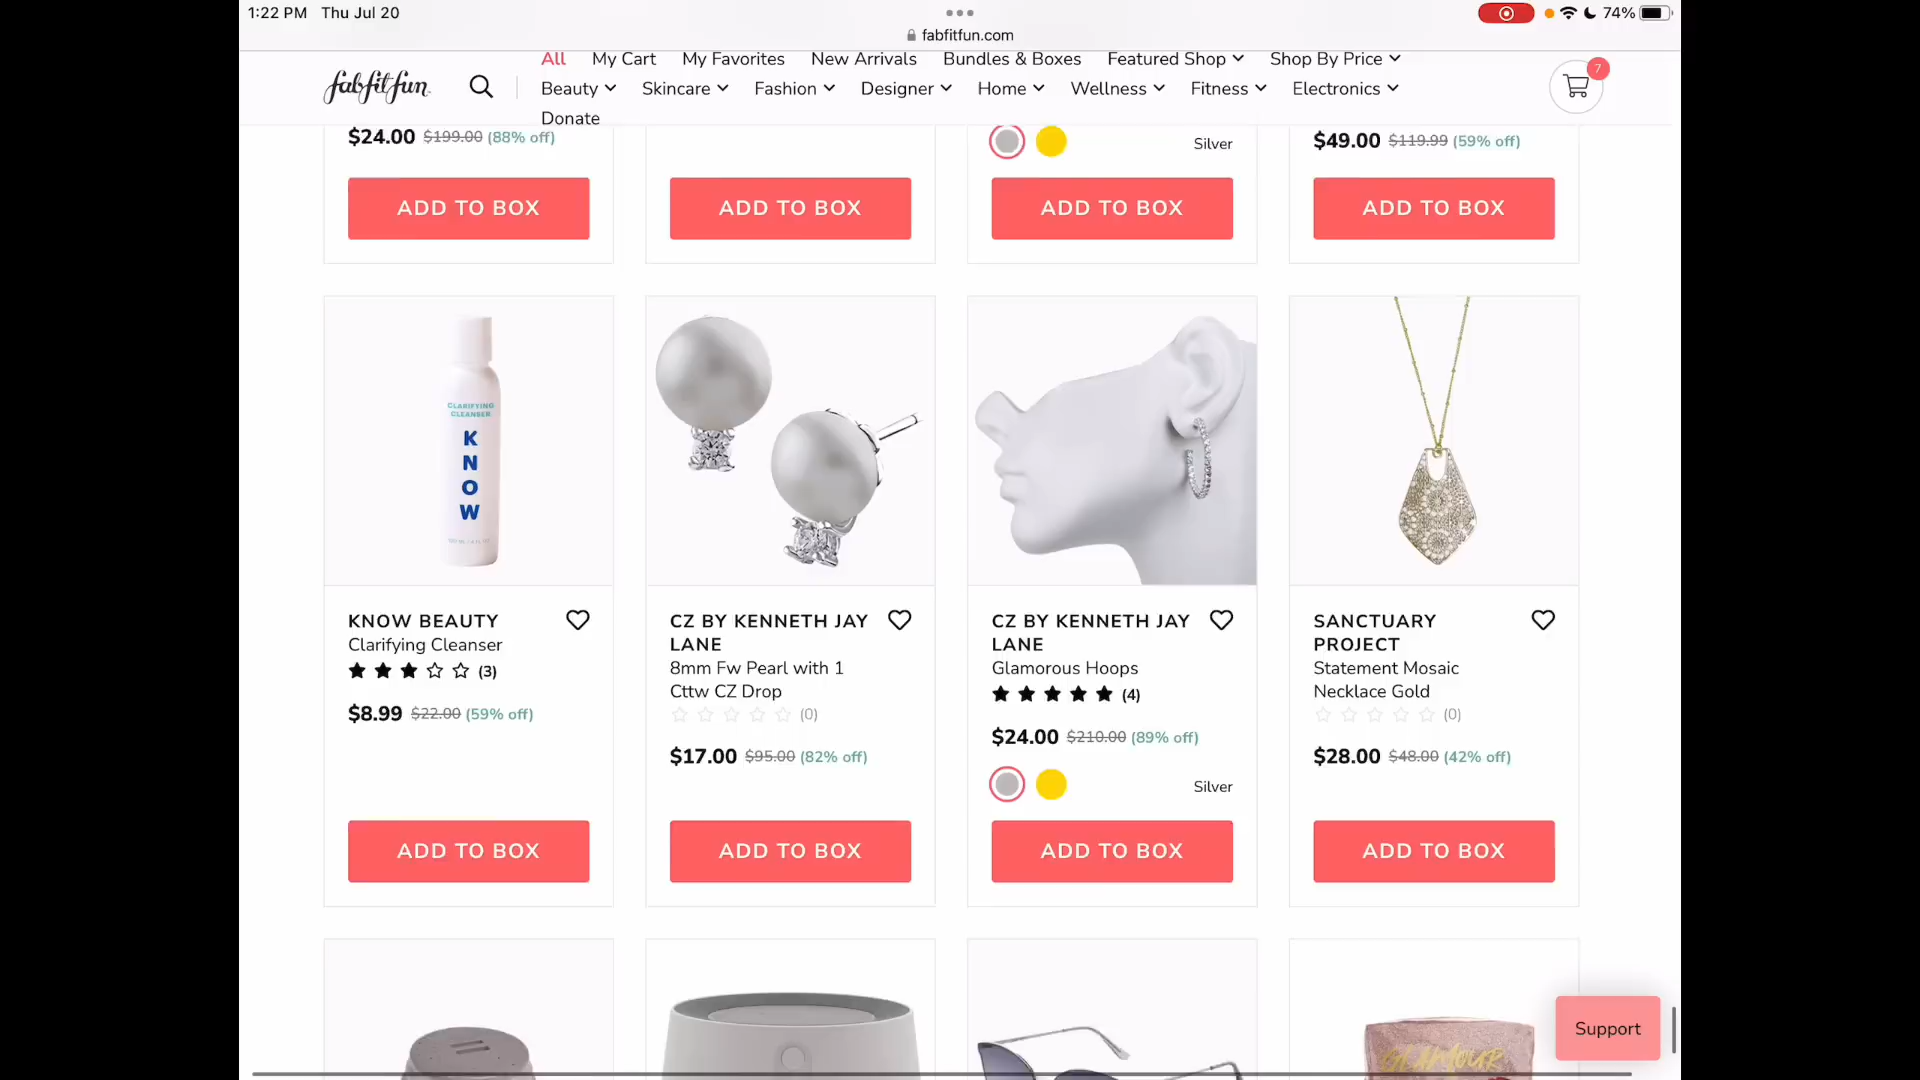 1:22 PM Thu Jul 20
74%
fabfitfun.com
fabfitfun
All My Cart My Favorites New Arrivals Bundles & Boxes Featured Shop Shop By Price
Beauty Skincare Fashion Designer Home Wellness Fitness Electronics
Donate
7
$24.00 $199.00 (88% off)
Silver
$49.00 $119.99 (59% off)
ADD TO BOX
ADD TO BOX
ADD TO BOX
ADD TO BOX
CLARIFYING
CLEANSER
K
N
O
W
KNOW BEAUTY
Clarifying Cleanser
(3)
$8.99 $22.00 (59% off)
ADD TO BOX
CZ BY KENNETH JAY
LANE
8mm Fw Pearl with 1
Cttw CZ Drop
(0)
$17.00 $95.00 (82% off)
ADD TO BOX
CZ BY KENNETH JAY
LANE
Glamorous Hoops
(4)
$24.00 $210.00 (89% off)
Silver
ADD TO BOX
SANCTUARY
PROJECT
Statement Mosaic
Necklace Gold
(0)
$28.00 $48.00 (42% off)
ADD TO BOX
GLAMOUR
Support